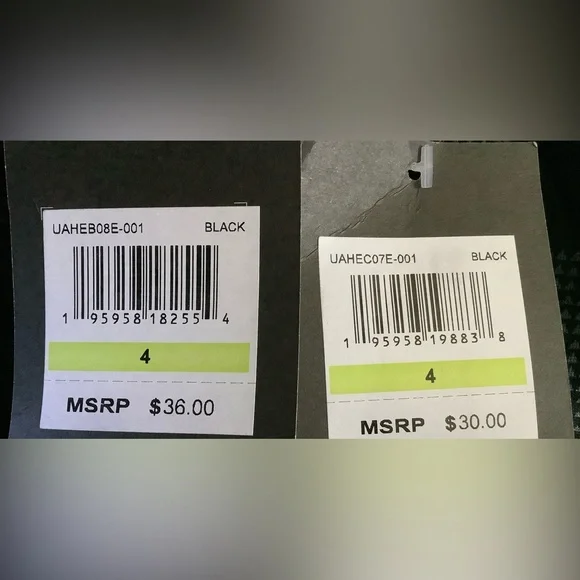 UAHEB08E-001 BLACK
1 95958 18255 4
4
MSRP $36.00
UAHEC07E-001 BLACK
1 95958 19883 8
4
MSRP $30.00